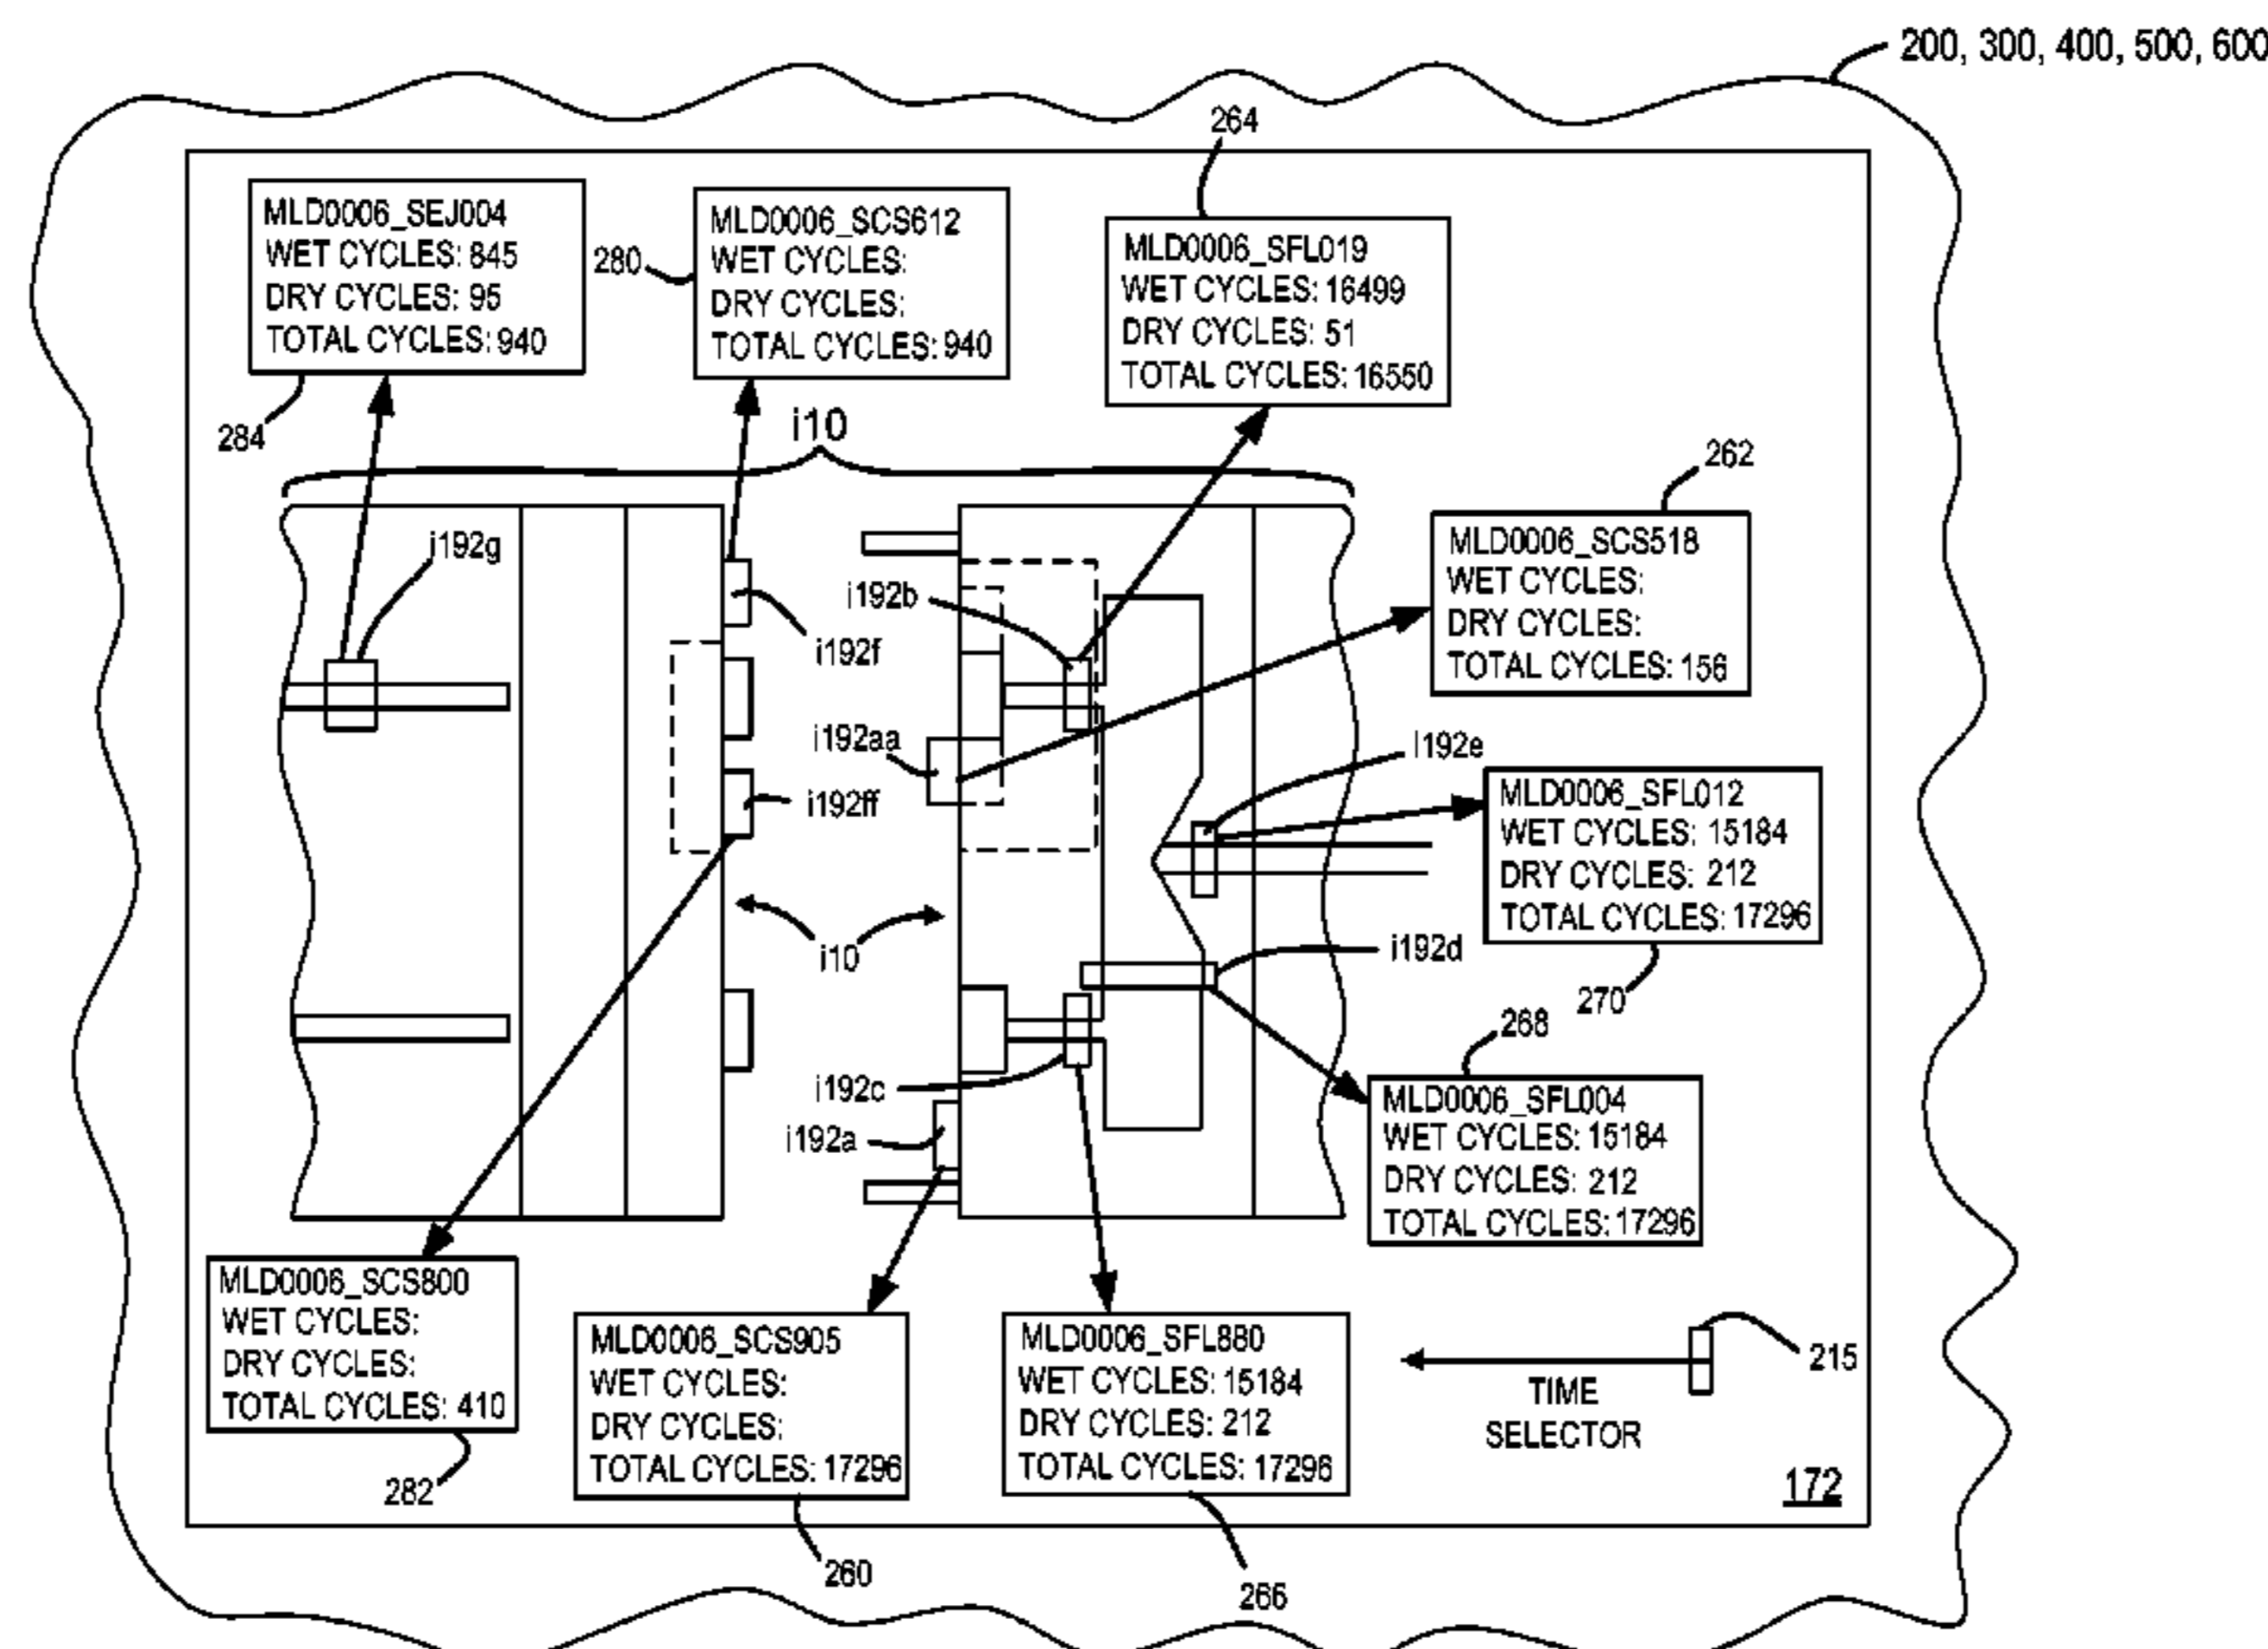 200, 300, 400, 500, 600
264
MLD0006_SEJ004
WET CYCLES: 845
DRY CYCLES: 95
TOTAL CYCLES: 940
284
280
MLD0006_SCS612
WET CYCLES:
DRY CYCLES:
TOTAL CYCLES: 940
MLD0006_SFL019
WET CYCLES: 16499
DRY CYCLES: 51
TOTAL CYCLES: 16550
i10
262
MLD0006_SCS518
WET CYCLES:
DRY CYCLES:
TOTAL CYCLES: 156
i192g
i192b
i192f
i192aa
i192e
i192ff
MLD0006_SFL012
WET CYCLES: 15184
DRY CYCLES: 212
TOTAL CYCLES: 17296
270
i10
i192d
268
MLD0006_SFL004
WET CYCLES: 15184
DRY CYCLES: 212
TOTAL CYCLES: 17296
i192c
i192a
MLD0006_SCS800
WET CYCLES:
DRY CYCLES:
TOTAL CYCLES: 410
282
MLD0006_SCS905
WET CYCLES:
DRY CYCLES:
TOTAL CYCLES: 17296
260
MLD0006_SFL880
WET CYCLES: 15184
DRY CYCLES: 212
TOTAL CYCLES: 17296
266
215
TIME
SELECTOR
172